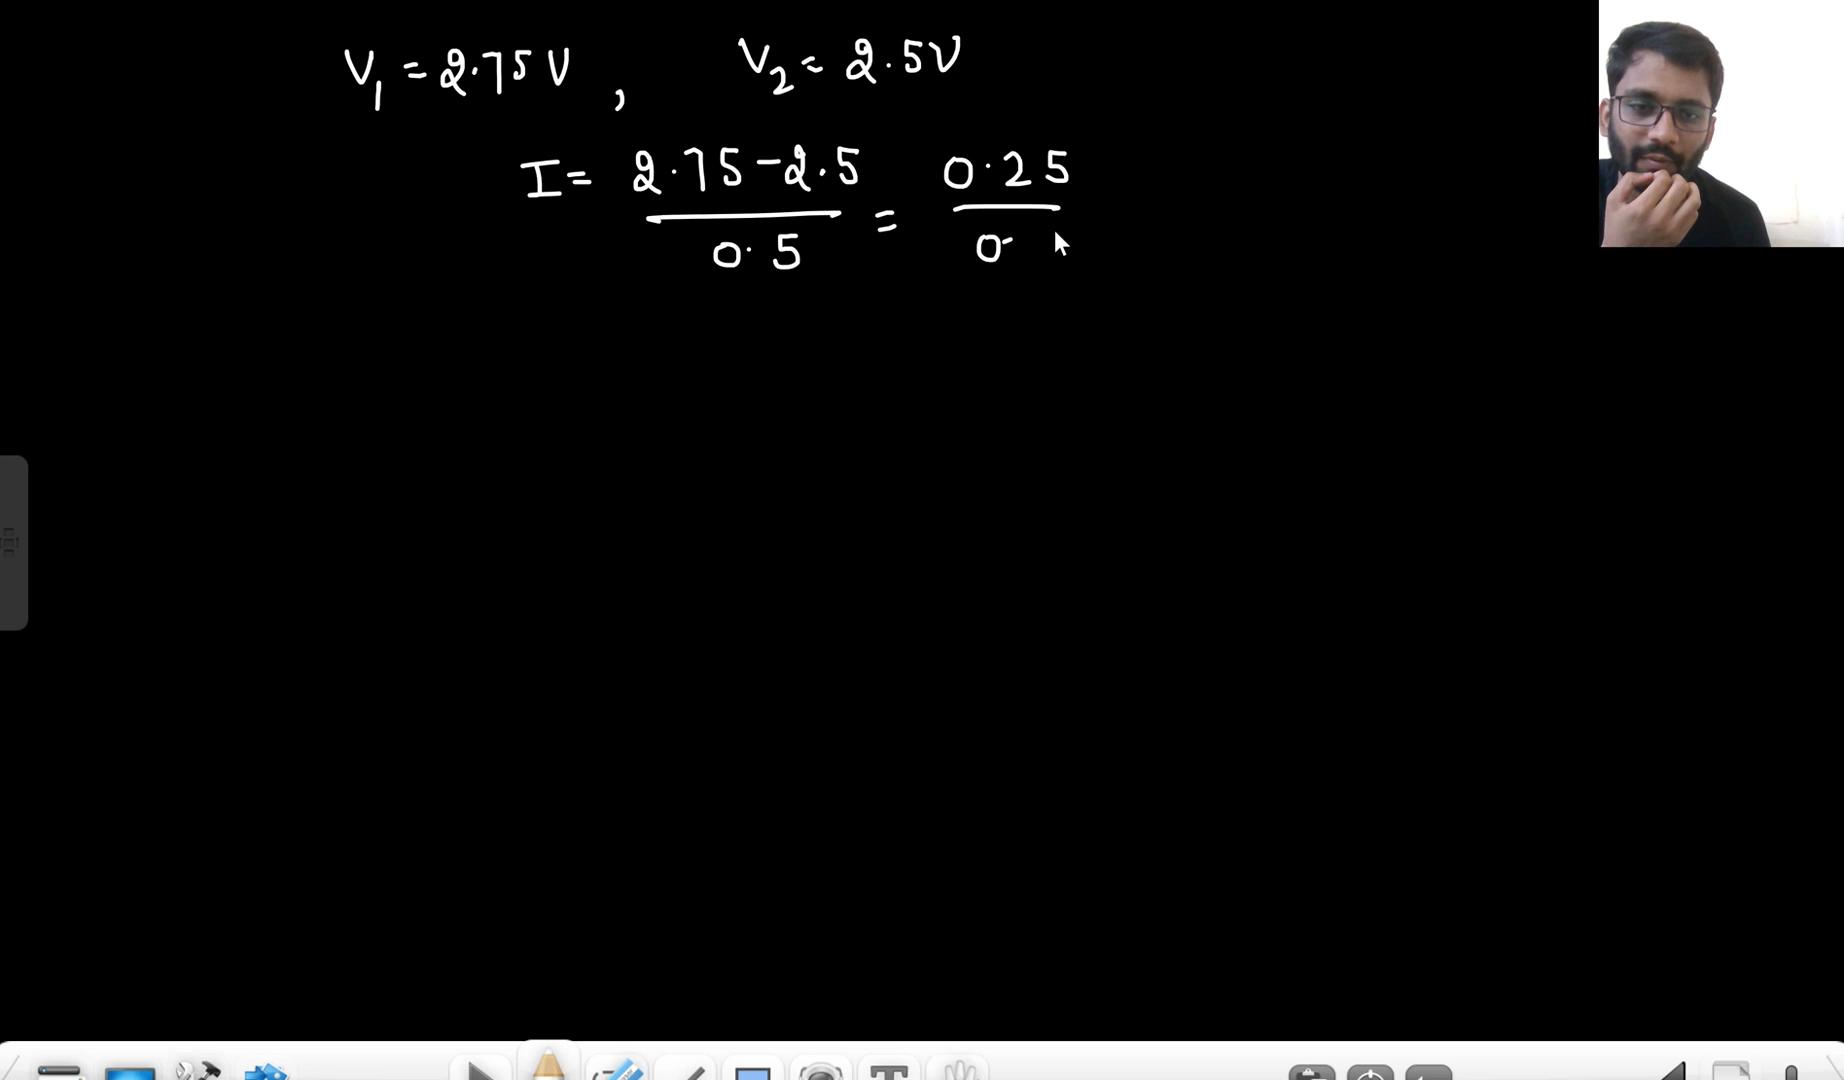 V₁ = 2.75 V , V₂ = 2.5V
I = 2.75 - 2.5 / 0.5 = 0.25 / 0.